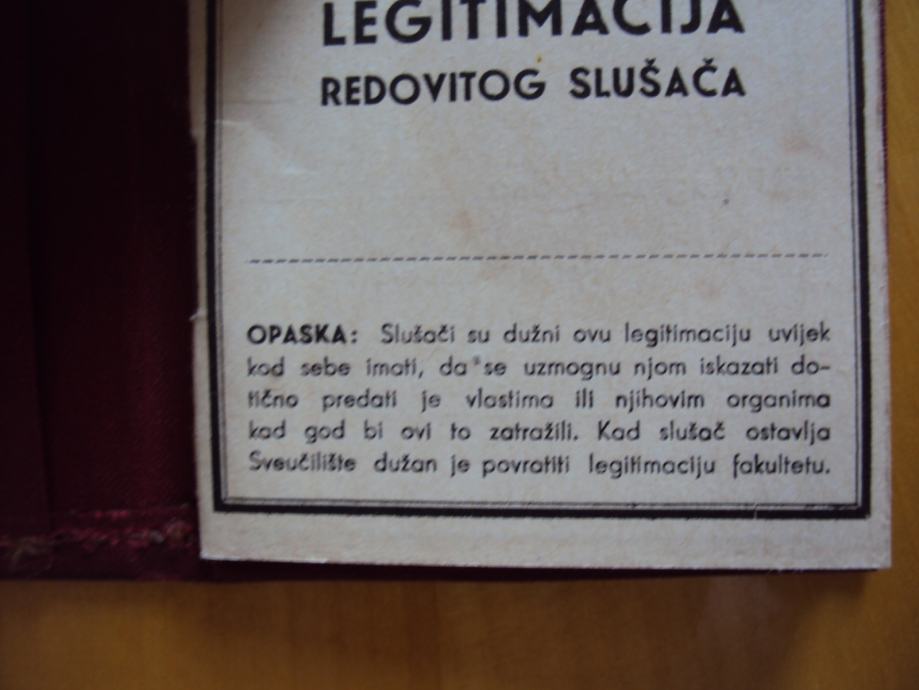 LEGITIMACIJA
REDOVITOG SLUŠAČA
OPASKA: Slušači su dužni ovu legitimaciju uvijek
kod sebe imati, da se uzmognu njom iskazati do-
tično predati je vlastima ili njihovim organima
kad god bi ovi to zatražili. Kad slušač ostavlja
Sveučilište dužan je povratiti legitimaciju fakultetu.